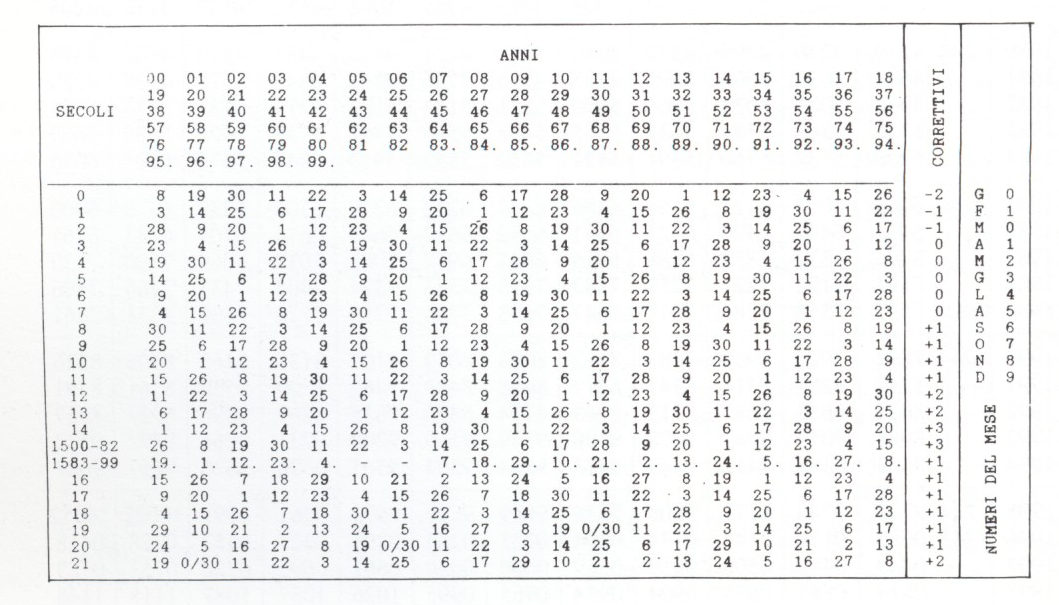 ANNI
00 01 02 03 04 05 06 07 08 09 10 11 12 13 14 15 16 17 18
19 20 21 22 23 24 25 26 27 28 29 30 31 32 33 34 35 36 37
SECOLI 38 39 40 41 42 43 44 45 46 47 48 49 50 51 52 53 54 55 56
57 58 59 60 61 62 63 64 65 66 67 68 69 70 71 72 73 74 75
76 77 78 79 80 81 82 83. 84. 85. 86. 87. 88. 89. 90. 91. 92. 93. 94.
95. 96. 97. 98. 99.
CORRETTIVI
0 8 19 30 11 22 3 14 25 6 17 28 9 20 1 12 23 4 15 26 -2 G 0
1 3 14 25 6 17 28 9 20 1 12 23 4 15 26 8 19 30 11 22 -1 F 1
2 28 9 20 1 12 23 4 15 26 8 19 30 11 22 3 14 25 6 17 -1 M 0
3 23 4 15 26 8 19 30 11 22 3 14 25 6 17 28 9 20 1 12 0 A 1
4 19 30 11 22 3 14 25 6 17 28 9 20 1 12 23 4 15 26 8 0 M 2
5 14 25 6 17 28 9 20 1 12 23 4 15 26 8 19 30 11 22 3 0 G 3
6 9 20 1 12 23 4 15 26 8 19 30 11 22 3 14 25 6 17 28 0 L 4
7 4 15 26 8 19 30 11 22 3 14 25 6 17 28 9 20 1 12 23 0 A 5
8 30 11 22 3 14 25 6 17 28 9 20 1 12 23 4 15 26 8 19 +1 S 6
9 25 6 17 28 9 20 1 12 23 4 15 26 8 19 30 11 22 3 14 +1 O 7
10 20 1 12 23 4 15 26 8 19 30 11 22 3 14 25 6 17 28 9 +1 N 8
11 15 26 8 19 30 11 22 3 14 25 6 17 28 9 20 1 12 23 4 +1 D 9
12 11 22 3 14 25 6 17 28 9 20 1 12 23 4 15 26 8 19 30 +2
13 6 17 28 9 20 1 12 23 4 15 26 8 19 30 11 22 3 14 25 +2
14 1 12 23 4 15 26 8 19 30 11 22 3 14 25 6 17 28 9 20 +3
1500-82 26 8 19 30 11 22 3 14 25 6 17 28 9 20 1 12 23 4 15 +3
1583-99 19. 1. 12. 23. 4. - - 7. 18. 29. 10. 21. 2. 13. 24. 5. 16. 27. 8. +1
16 15 26 7 18 29 10 21 2 13 24 5 16 27 8 19 1 12 23 4 +1
17 9 20 1 12 23 4 15 26 7 18 30 11 22 3 14 25 6 17 28 +1
18 4 15 26 7 18 30 11 22 3 14 25 6 17 28 9 20 1 12 23 +1
19 29 10 21 2 13 24 5 16 27 8 19 0/30 11 22 3 14 25 6 17 +1
20 24 5 16 27 8 19 0/30 11 22 3 14 25 6 17 29 10 21 2 13 +1
21 19 0/30 11 22 3 14 25 6 17 29 10 21 2 13 24 5 16 27 8 +2
NUMERI DEL MESE